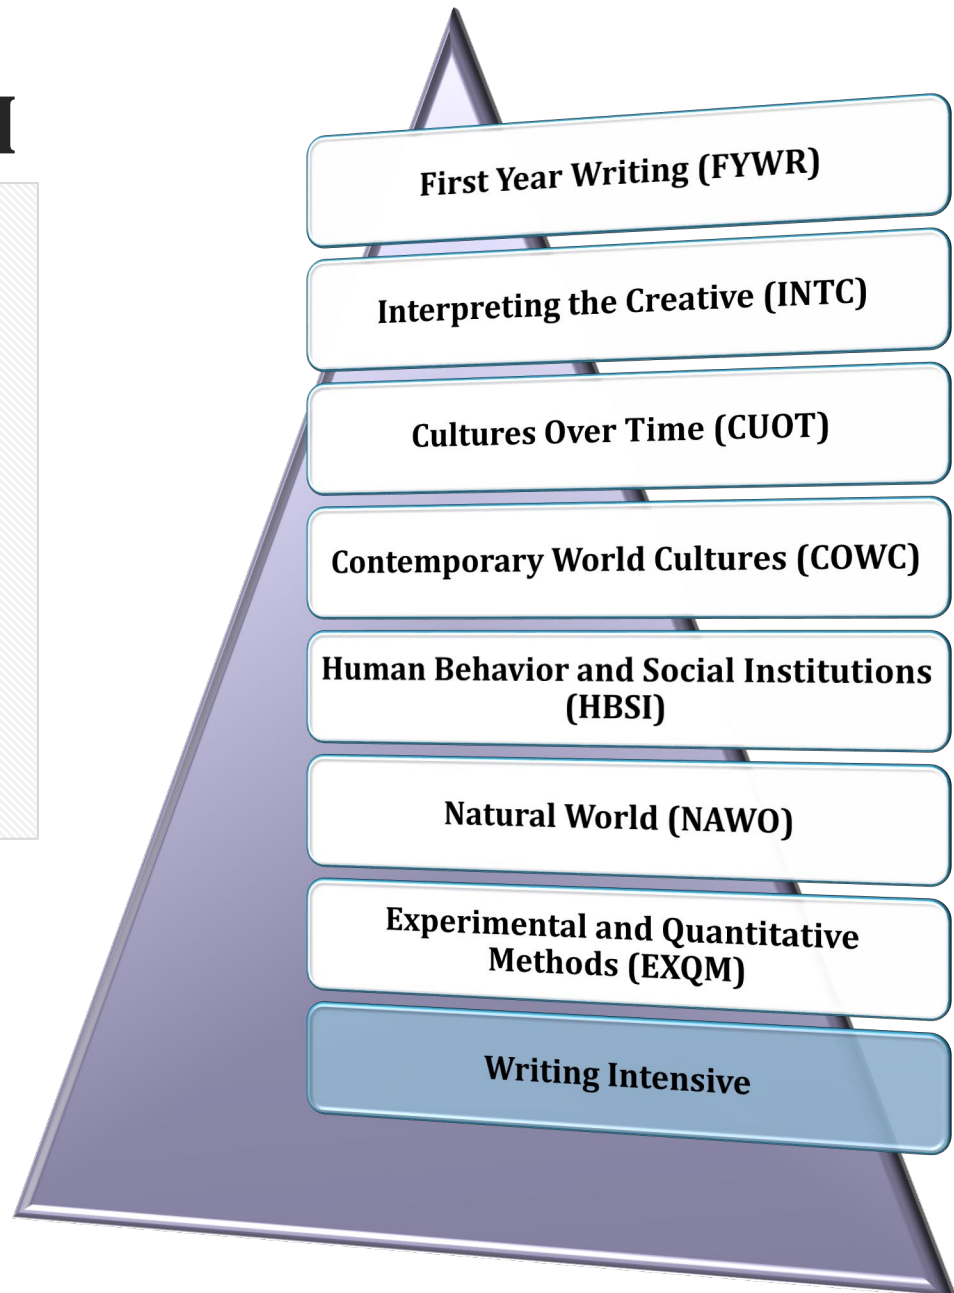 First Year Writing (FYWR)
Interpreting the Creative (INTC)
Cultures Over Time (CUOT)
Contemporary World Cultures (COWC)
Human Behavior and Social Institutions
(HBSI)
Natural World (NAWO)
Experimental and Quantitative
Methods (EXQM)
Writing Intensive